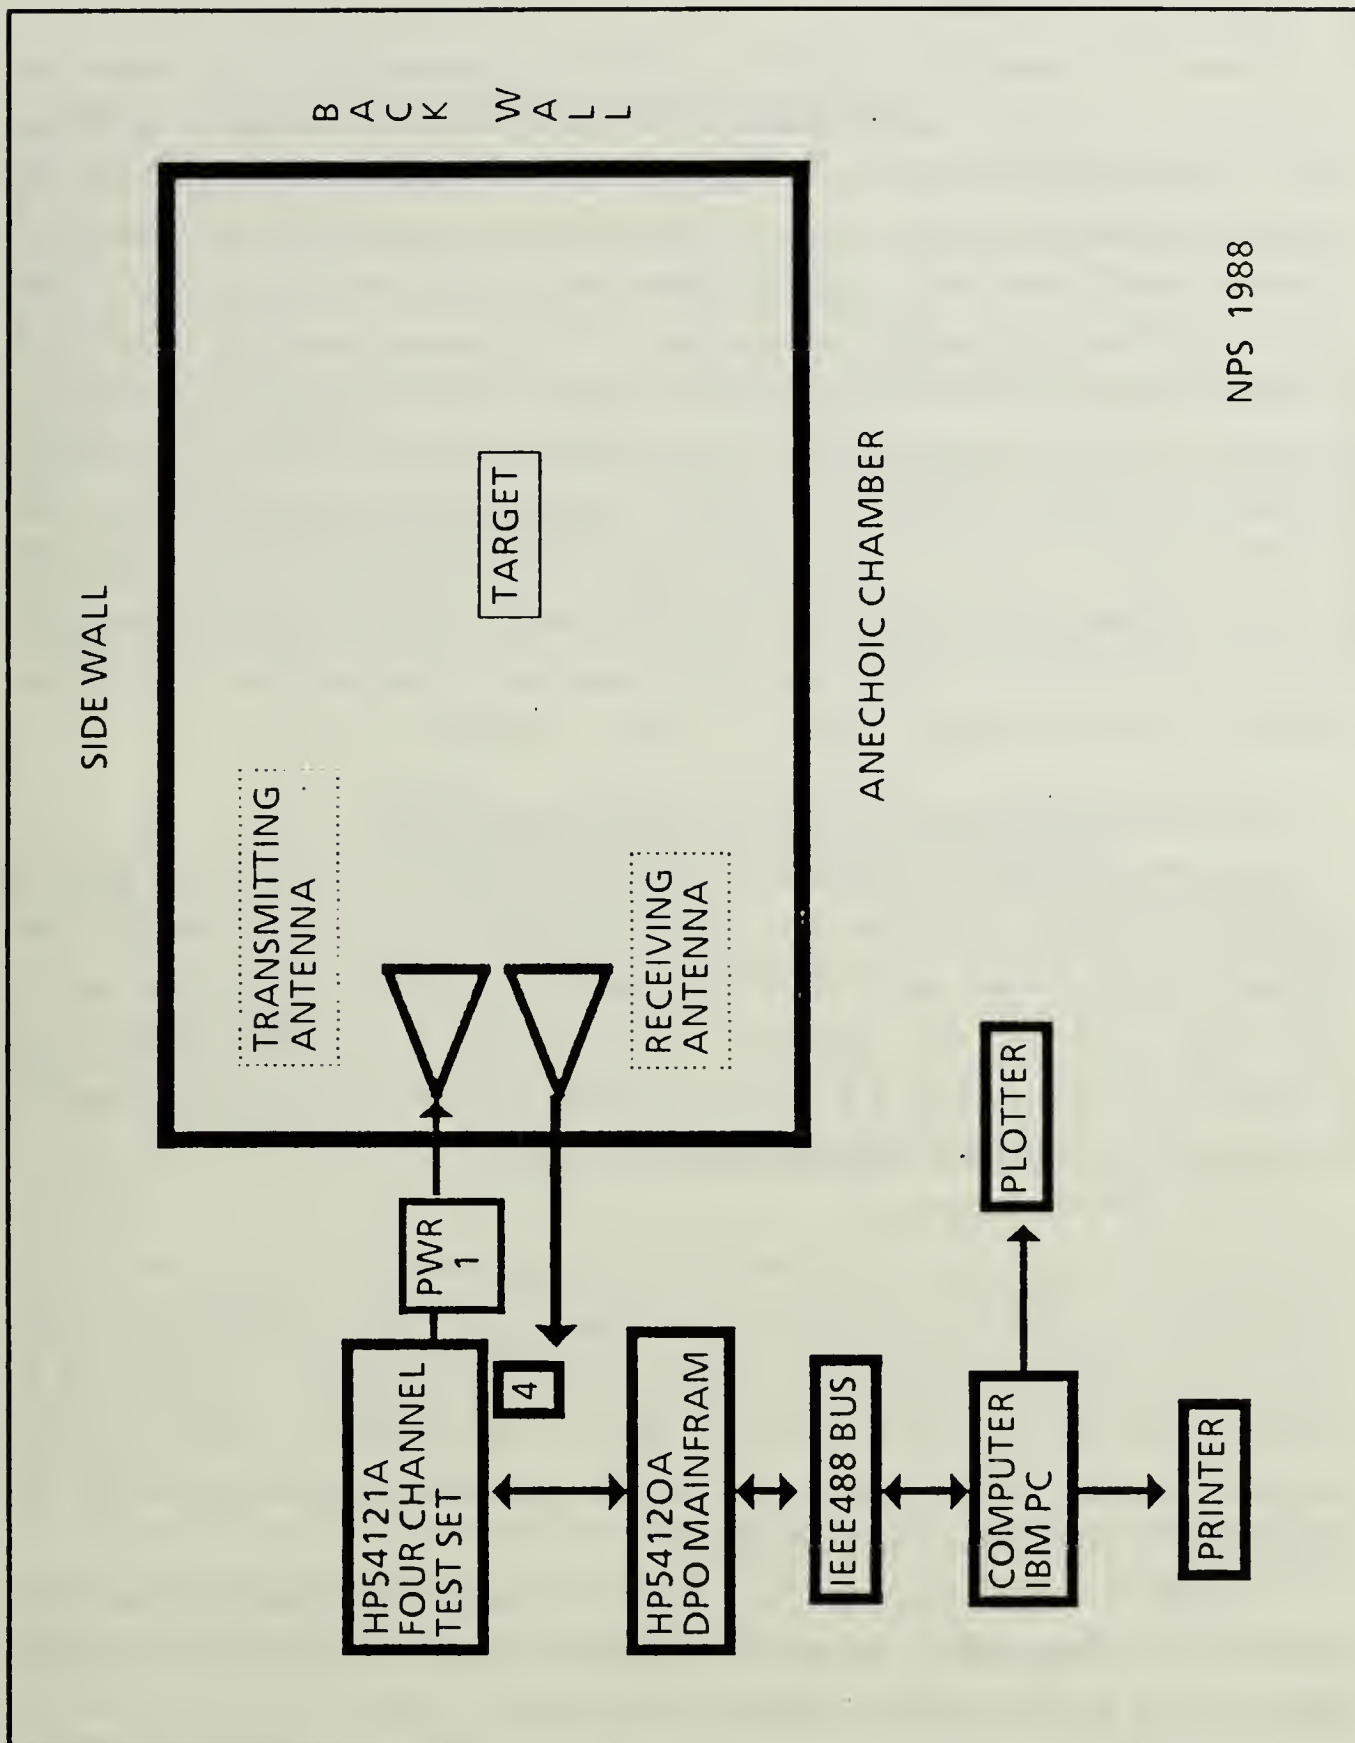 SIDE WALL
BACK WALL
TRANSMITTING
ANTENNA
TARGET
RECEIVING
ANTENNA
ANECHOIC CHAMBER
HP54121A
FOUR CHANNEL
TEST SET
PWR
1
4
HP54120A
DPO MAINFRAM
IEEE488 BUS
COMPUTER
IBM PC
PLOTTER
PRINTER
NPS 1988